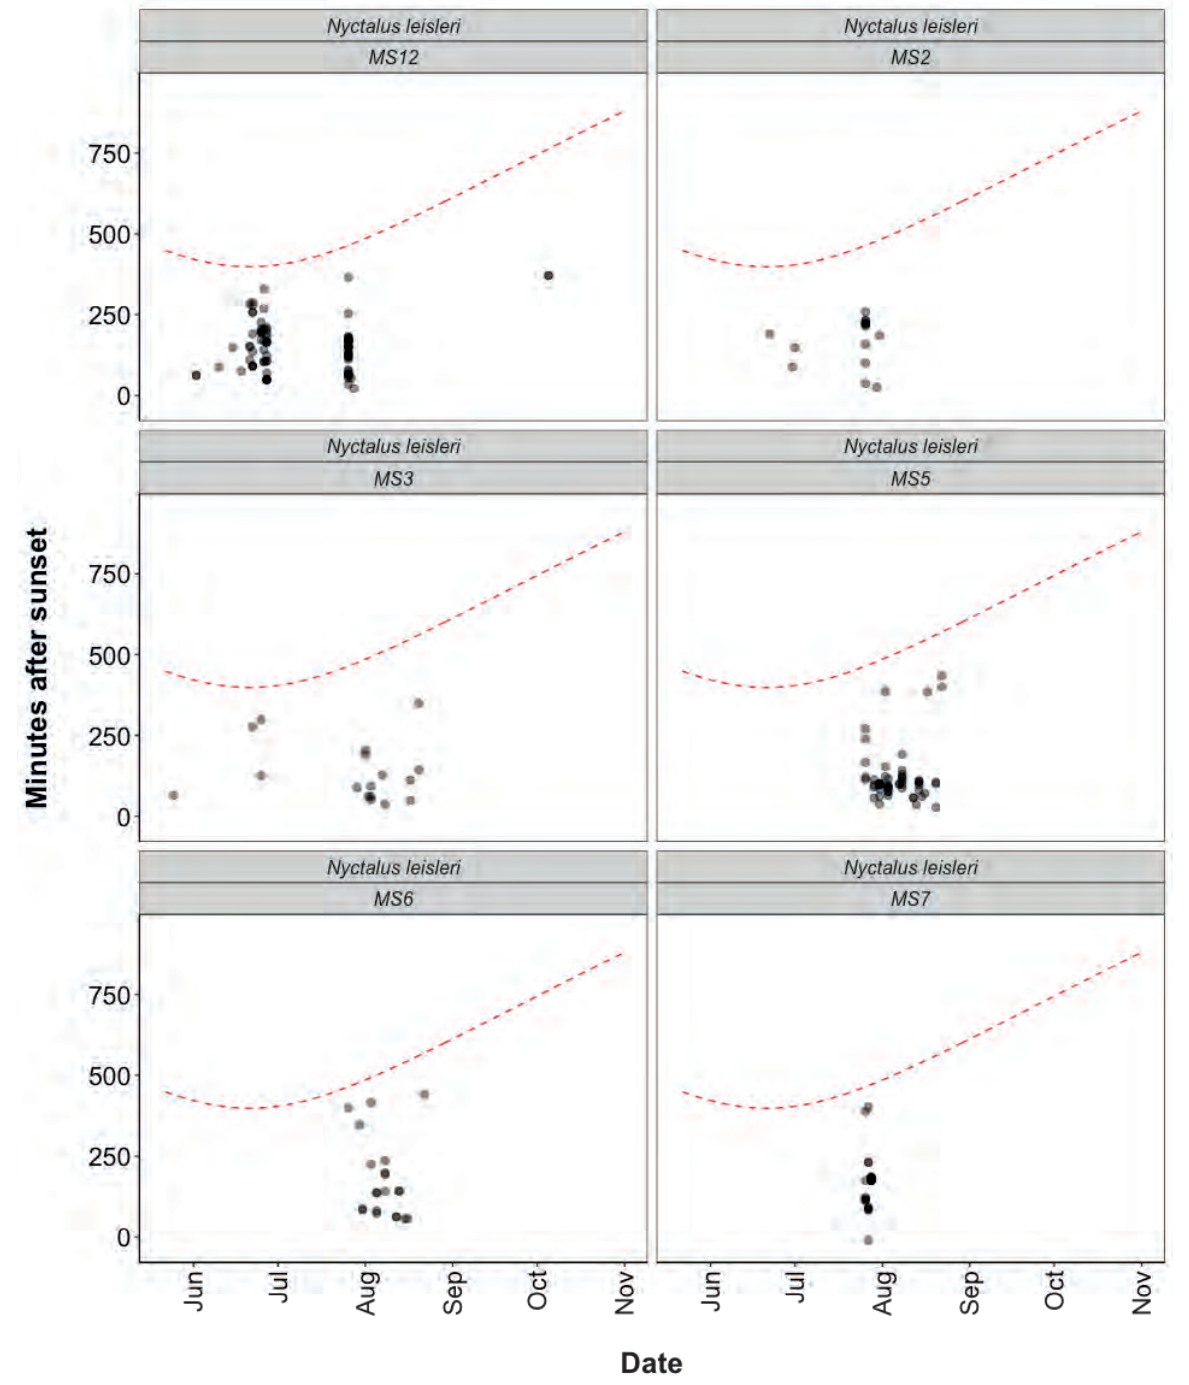 Nyctalus leisleri
Nyctalus leisleri
MS12
MS2
750
500
250
0
Nyctalus leisleri
Nyctalus leisleri
MS3
MS5
750
500
250
0
Minutes after sunset
Nyctalus leisleri
Nyctalus leisleri
MS6
MS7
750
500
250
0
Jun
Jul
Aug
Sep
Oct
Nov
Jun
Jul
Aug
Sep
Oct
Nov
Date